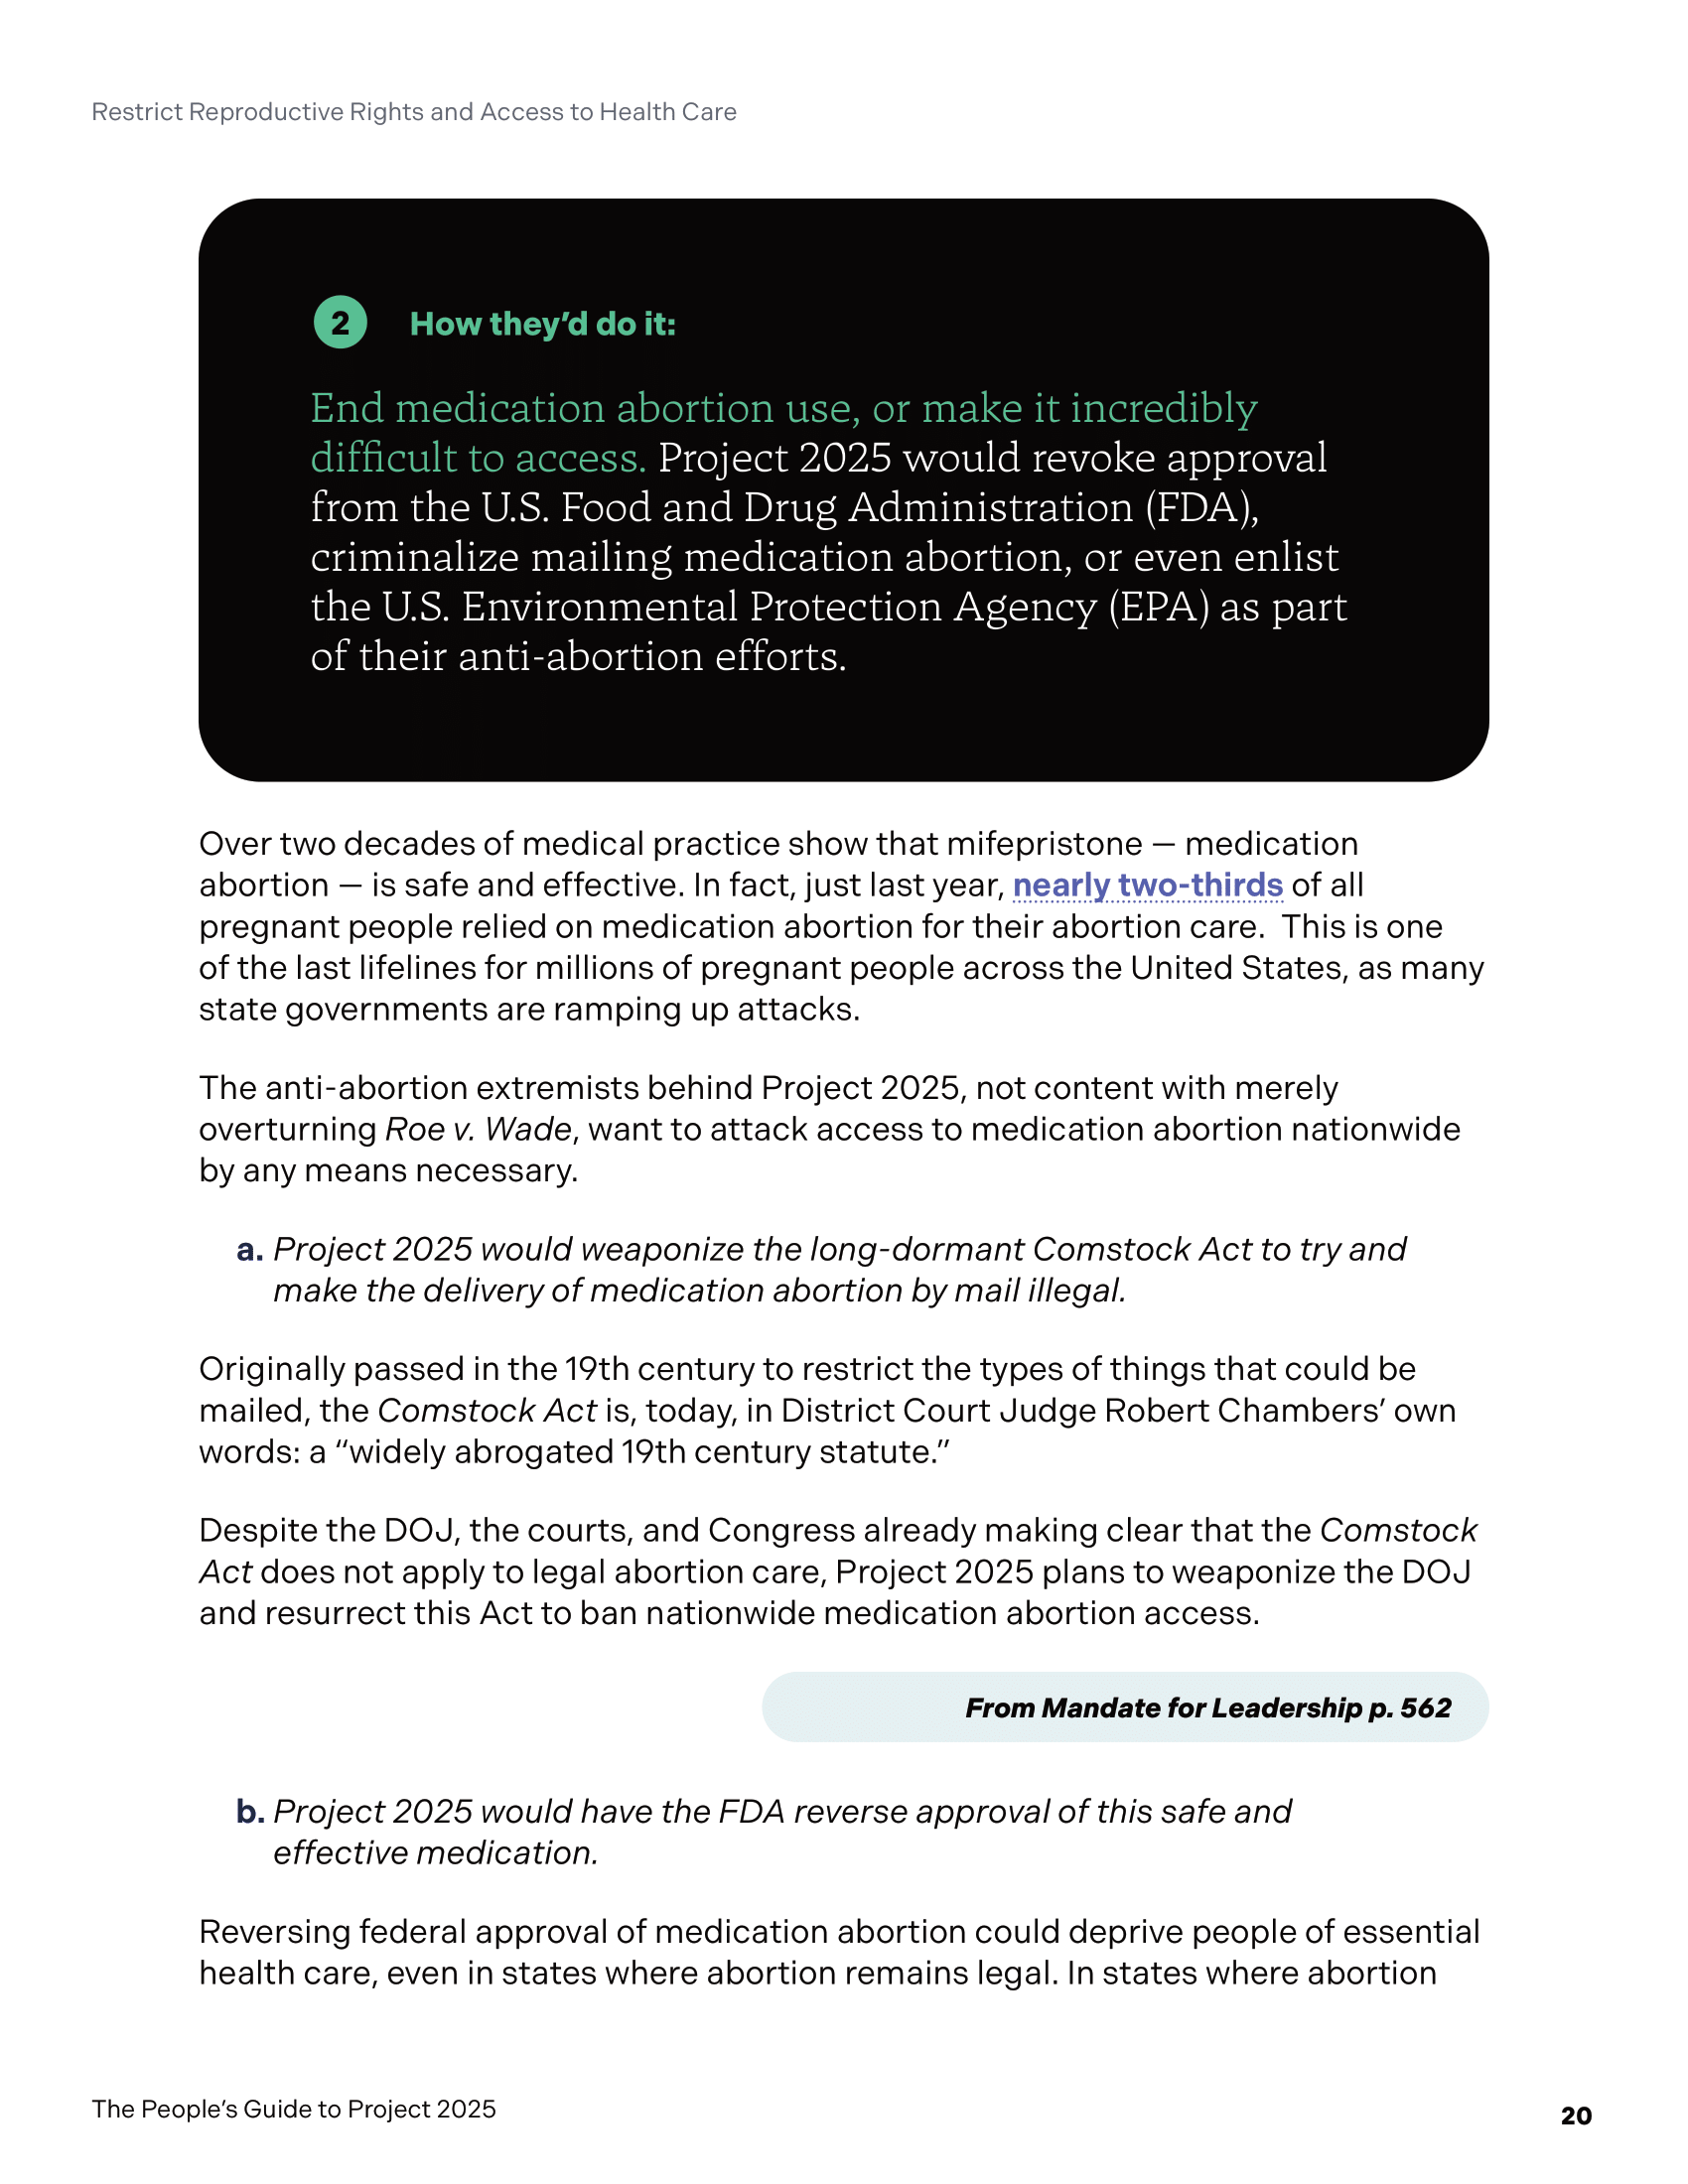 Restrict Reproductive Rights and Access to Health Care
2 How they’d do it:
End medication abortion use, or make it incredibly
difficult to access. Project 2025 would revoke approval
from the U.S. Food and Drug Administration (FDA),
criminalize mailing medication abortion, or even enlist
the U.S. Environmental Protection Agency (EPA) as part
of their anti-abortion efforts.
Over two decades of medical practice show that mifepristone — medication
abortion — is safe and effective. In fact, just last year, nearly two-thirds of all
pregnant people relied on medication abortion for their abortion care.  This is one
of the last lifelines for millions of pregnant people across the United States, as many
state governments are ramping up attacks.
The anti-abortion extremists behind Project 2025, not content with merely
overturning Roe v. Wade, want to attack access to medication abortion nationwide
by any means necessary.
a. Project 2025 would weaponize the long-dormant Comstock Act to try and
make the delivery of medication abortion by mail illegal.
Originally passed in the 19th century to restrict the types of things that could be
mailed, the Comstock Act is, today, in District Court Judge Robert Chambers’ own
words: a “widely abrogated 19th century statute.”
Despite the DOJ, the courts, and Congress already making clear that the Comstock
Act does not apply to legal abortion care, Project 2025 plans to weaponize the DOJ
and resurrect this Act to ban nationwide medication abortion access.
From Mandate for Leadership p. 562
b. Project 2025 would have the FDA reverse approval of this safe and
effective medication.
Reversing federal approval of medication abortion could deprive people of essential
health care, even in states where abortion remains legal. In states where abortion
The People’s Guide to Project 2025
20